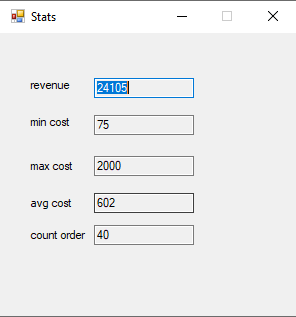 Stats
revenue 24105
min cost 75
max cost 2000
avg cost 602
count order 40